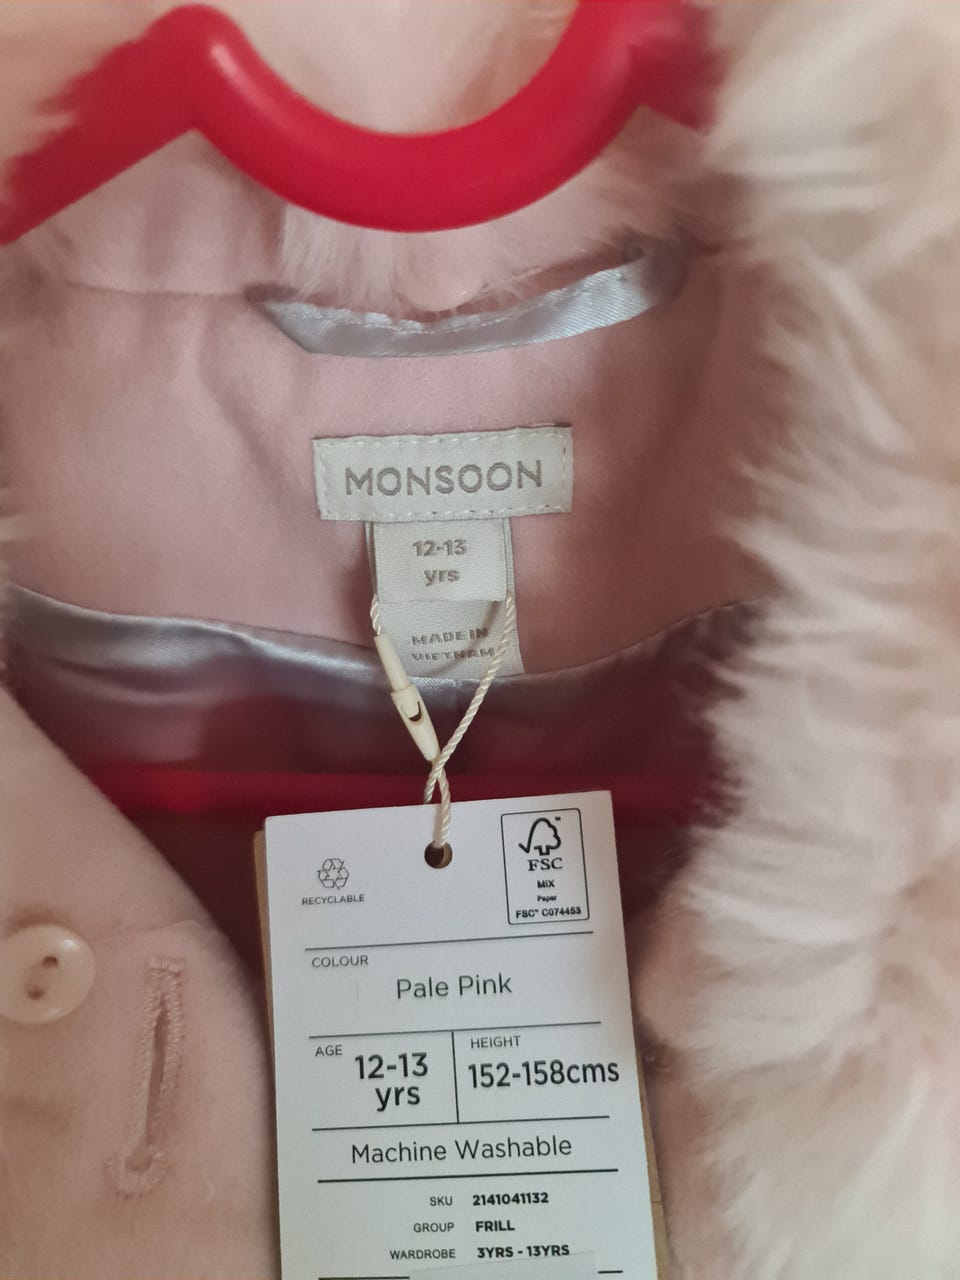 MONSOON
12-13
yrs
MADE IN
VIETNAM
RECYCLABLE
FSC
MIX
Paper
FSC™ C074453
COLOUR
Pale Pink
AGE
12-13
yrs
HEIGHT
152-158cms
Machine Washable
SKU 2141041132
GROUP FRILL
WARDROBE 3YRS - 13YRS